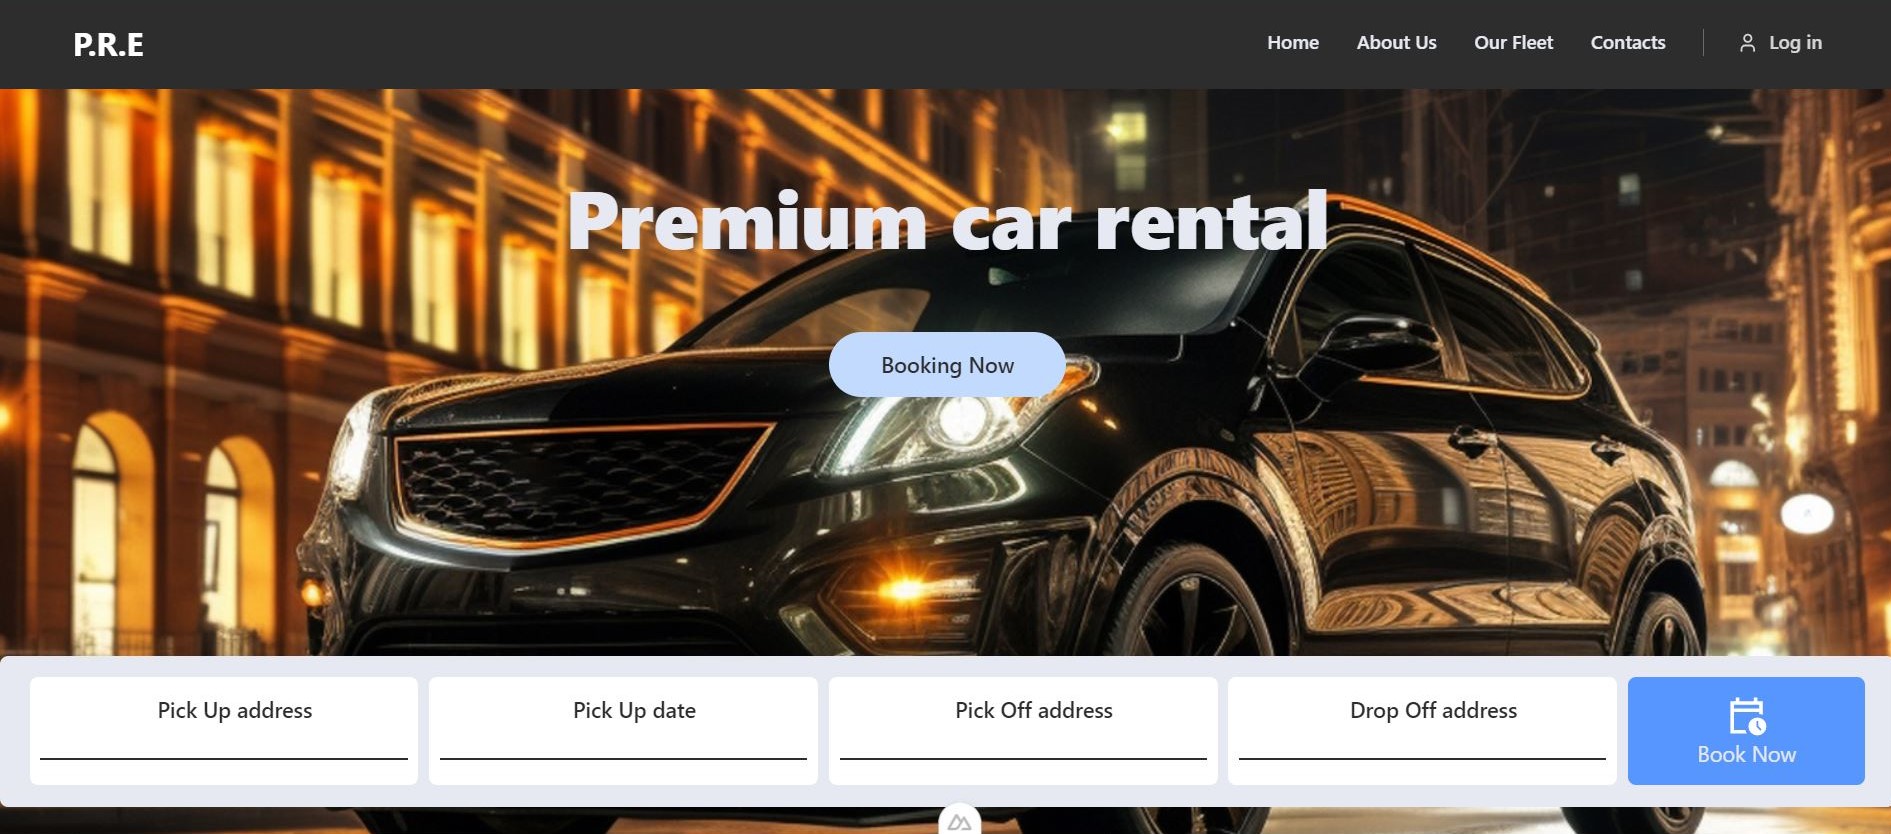 P.R.E
Home About Us Our Fleet Contacts Log in
Premium car rental
Booking Now
Pick Up address
Pick Up date
Pick Off address
Drop Off address
Book Now